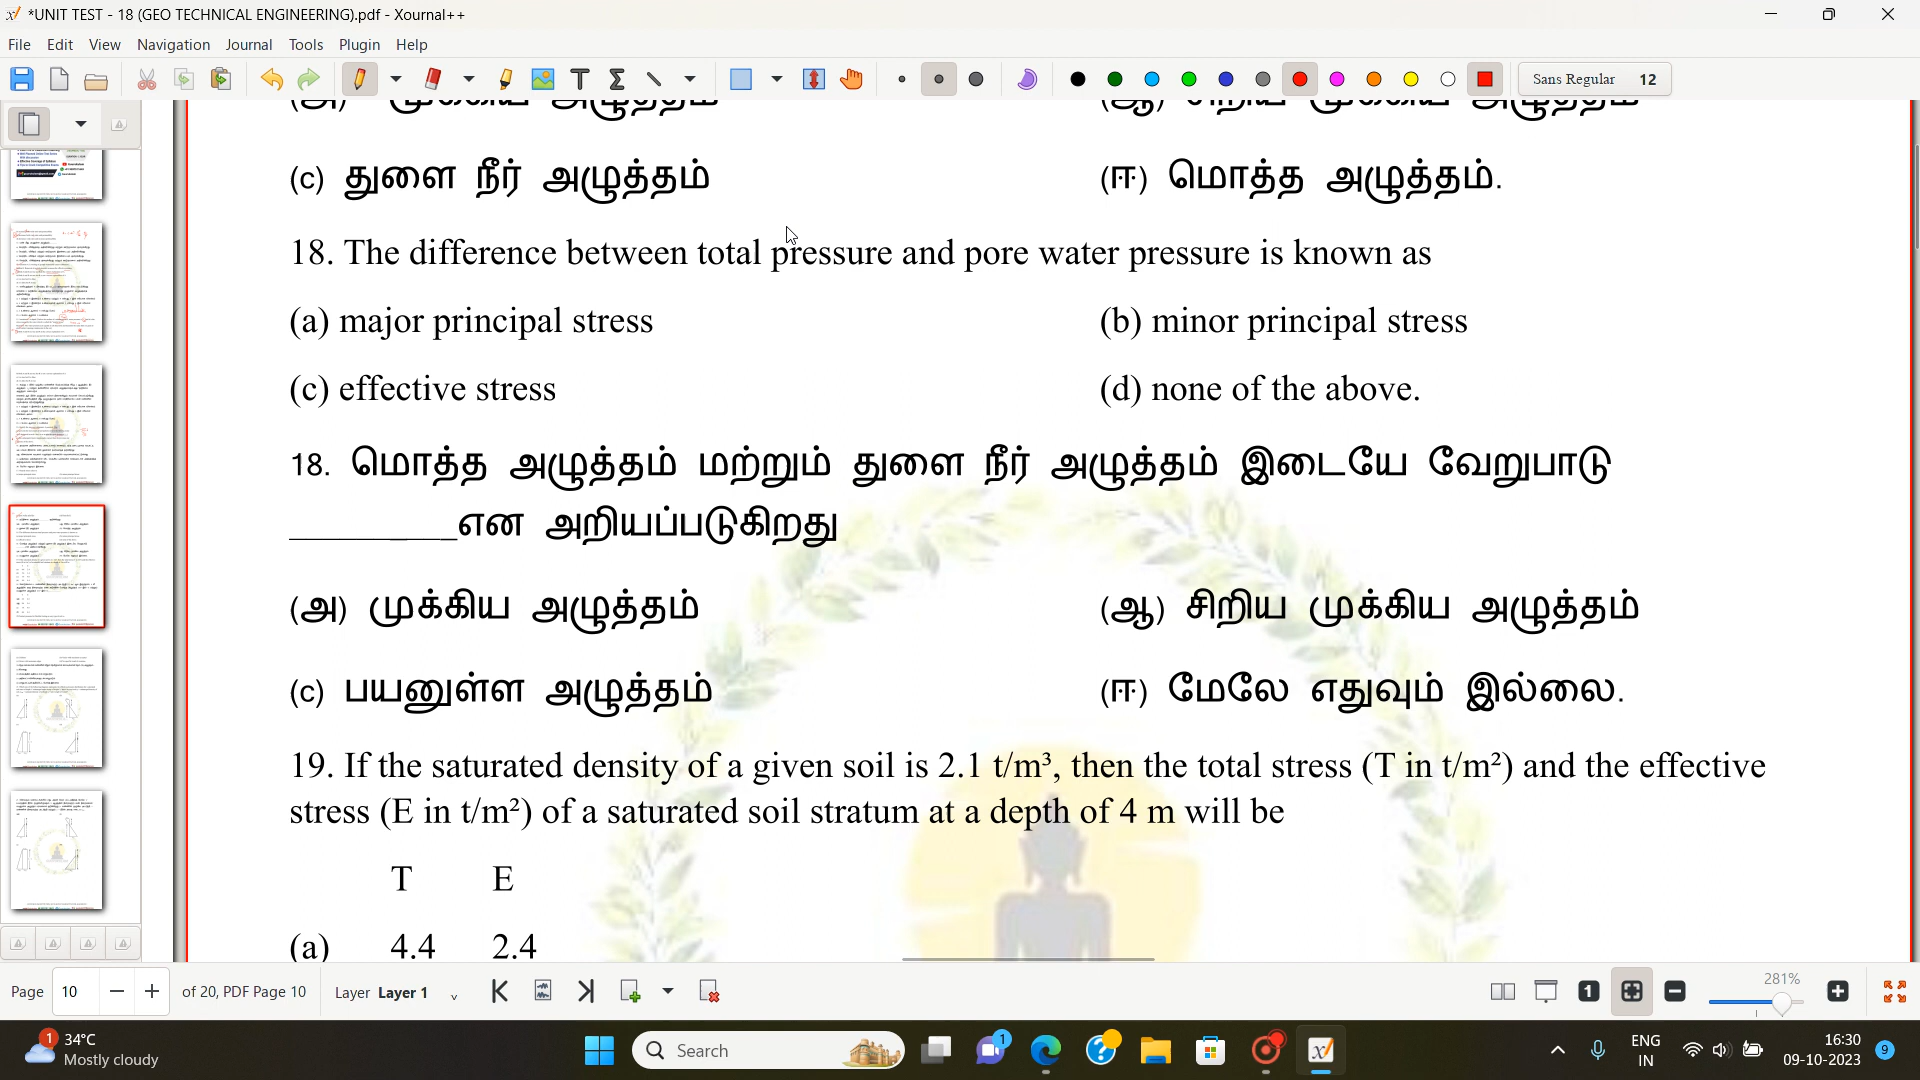 *UNIT TEST - 18 (GEO TECHNICAL ENGINEERING).pdf - Xournal++
File Edit View Navigation Journal Tools Plugin Help
Sans Regular 12
(அ) முக்கிய அழுத்தம் (ஆ) சிறிய முக்கிய அழுத்தம்
(c) துளை நீர் அழுத்தம் (ஈ) மொத்த அழுத்தம்.
18. The difference between total pressure and pore water pressure is known as
(a) major principal stress (b) minor principal stress
(c) effective stress (d) none of the above.
18. மொத்த அழுத்தம் மற்றும் துளை நீர் அழுத்தம் இடையே வேறுபாடு
__________என அறியப்படுகிறது
(அ) முக்கிய அழுத்தம் (ஆ) சிறிய முக்கிய அழுத்தம்
(c) பயனுள்ள அழுத்தம் (ஈ) மேலே எதுவும் இல்லை.
19. If the saturated density of a given soil is 2.1 t/m³, then the total stress (T in t/m²) and the effective
stress (E in t/m²) of a saturated soil stratum at a depth of 4 m will be
T E
(a) 4.4 2.4
Page 10 of 20, PDF Page 10 Layer Layer 1 281%
34°C
Mostly cloudy
Search
ENG
IN
16:30
09-10-2023